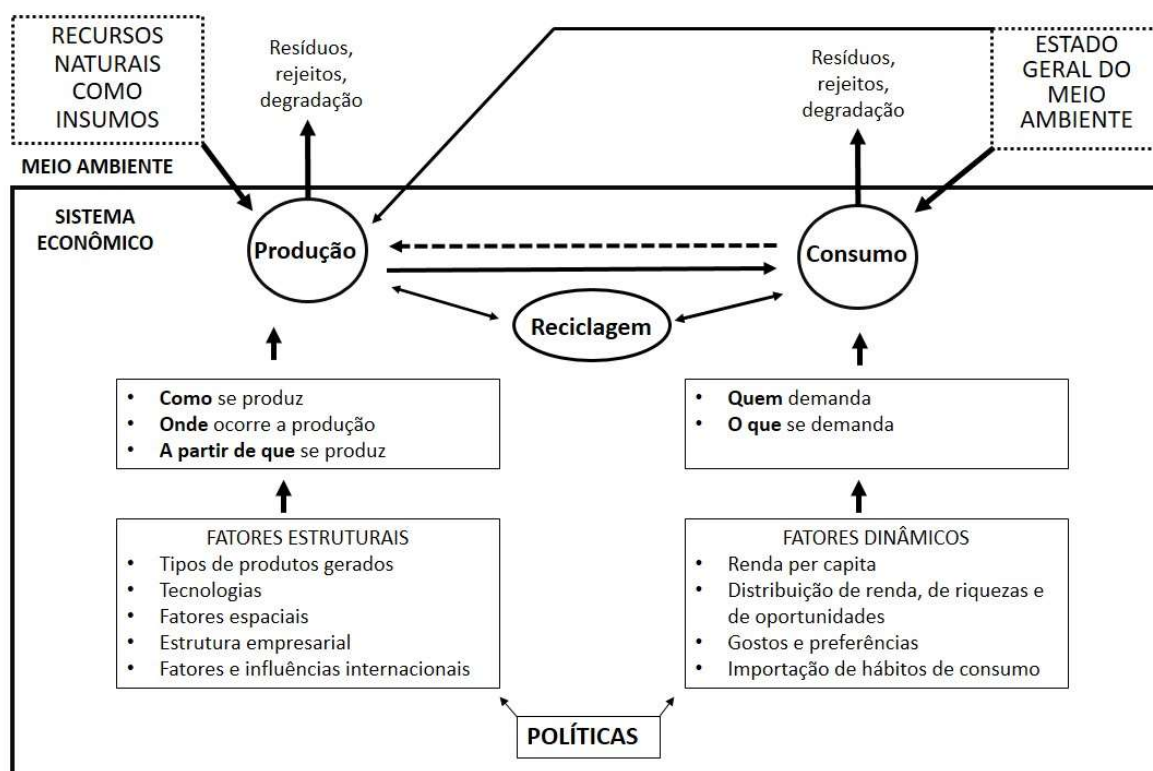 RECURSOS
NATURAIS
COMO
INSUMOS
Resíduos,
rejeitos,
degradação
Resíduos,
rejeitos,
degradação
ESTADO
GERAL DO
MEIO
AMBIENTE
MEIO AMBIENTE
SISTEMA
ECONÔMICO
Produção
Consumo
Reciclagem
• Como se produz
• Onde ocorre a produção
• A partir de que se produz
• Quem demanda
• O que se demanda
FATORES ESTRUTURAIS
• Tipos de produtos gerados
• Tecnologias
• Fatores espaciais
• Estrutura empresarial
• Fatores e influências internacionais
FATORES DINÂMICOS
• Renda per capita
• Distribuição de renda, de riquezas e
de oportunidades
• Gostos e preferências
• Importação de hábitos de consumo
POLÍTICAS